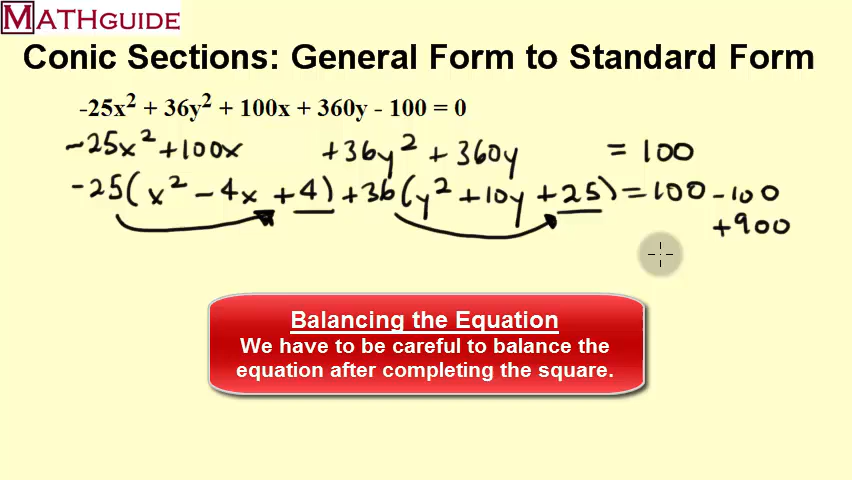 MATHGUIDE
Conic Sections: General Form to Standard Form
-25x² + 36y² + 100x + 360y - 100 = 0
-25x² + 100x +36y² + 360y = 100
-25(x² - 4x + 4) + 36(y² + 10y + 25) = 100 - 100
+900
Balancing the Equation
We have to be careful to balance the
equation after completing the square.